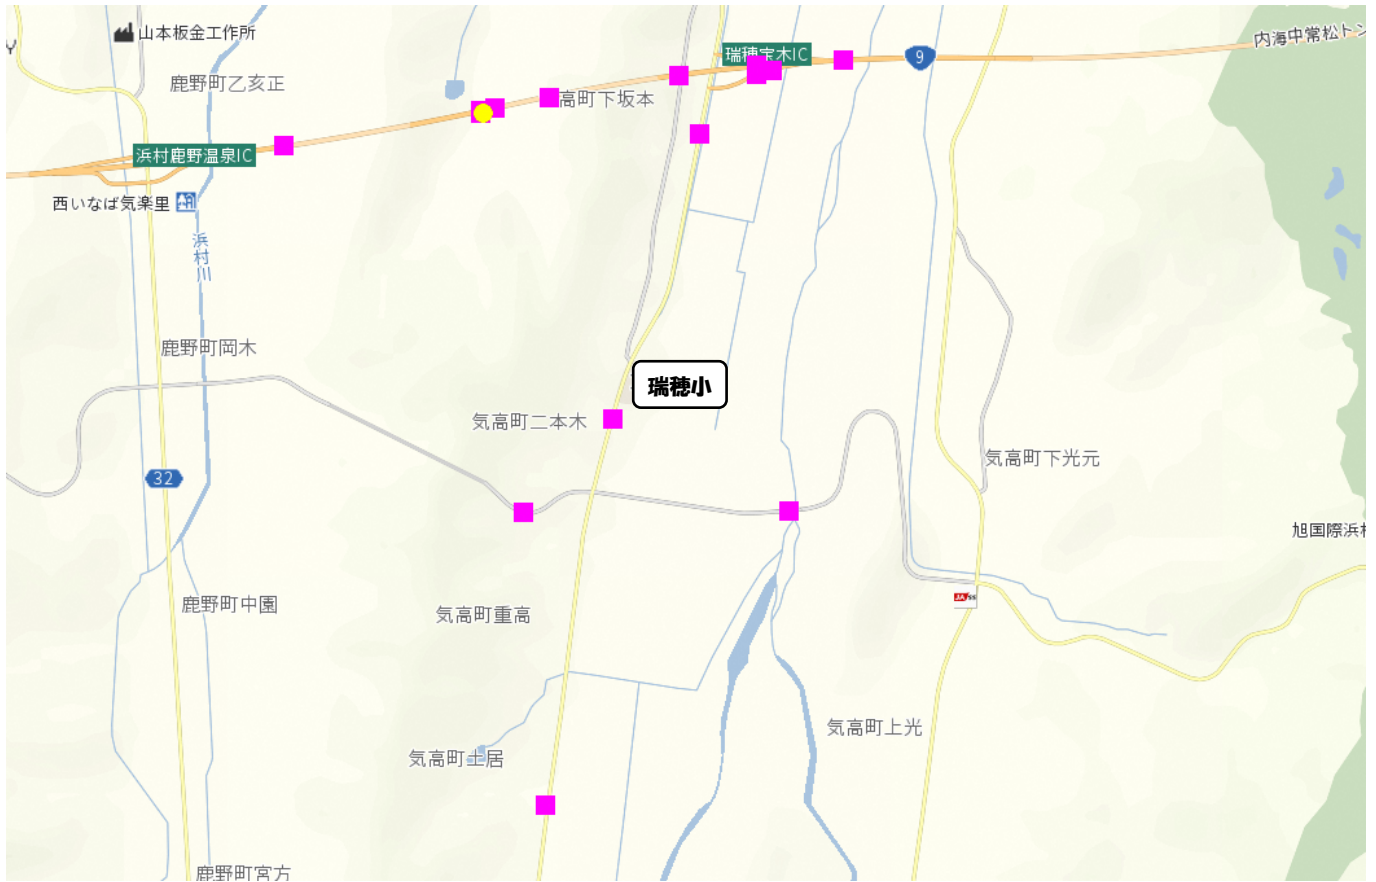 山本板金工作所
瑞穂宝木IC
9
内海中常松トン
鹿野町乙亥正
高町下坂本
浜村鹿野温泉IC
西いなば気楽里
浜村川
鹿野町岡木
瑞穂小
気高町二本木
気高町下光元
32
旭国際浜村
鹿野町中園
気高町重高
JA/SS
気高町上光
気高町土居
鹿野町宮方